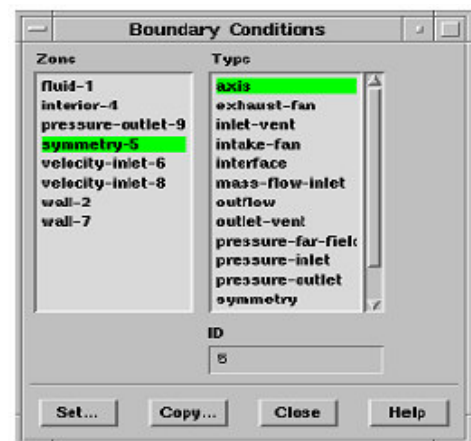 Boundary Conditions
Zone
fluid-1
interior-4
pressure-outlet-9
symmetry-5
velocity-inlet-6
velocity-inlet-8
wall-2
wall-7
Type
axis
exhaust-fan
inlet-vent
intake-fan
interface
mass-flow-inlet
outflow
outlet-vent
pressure-far-field
pressure-inlet
pressure-outlet
symmetry
ID
5
Set...
Copy...
Close
Help